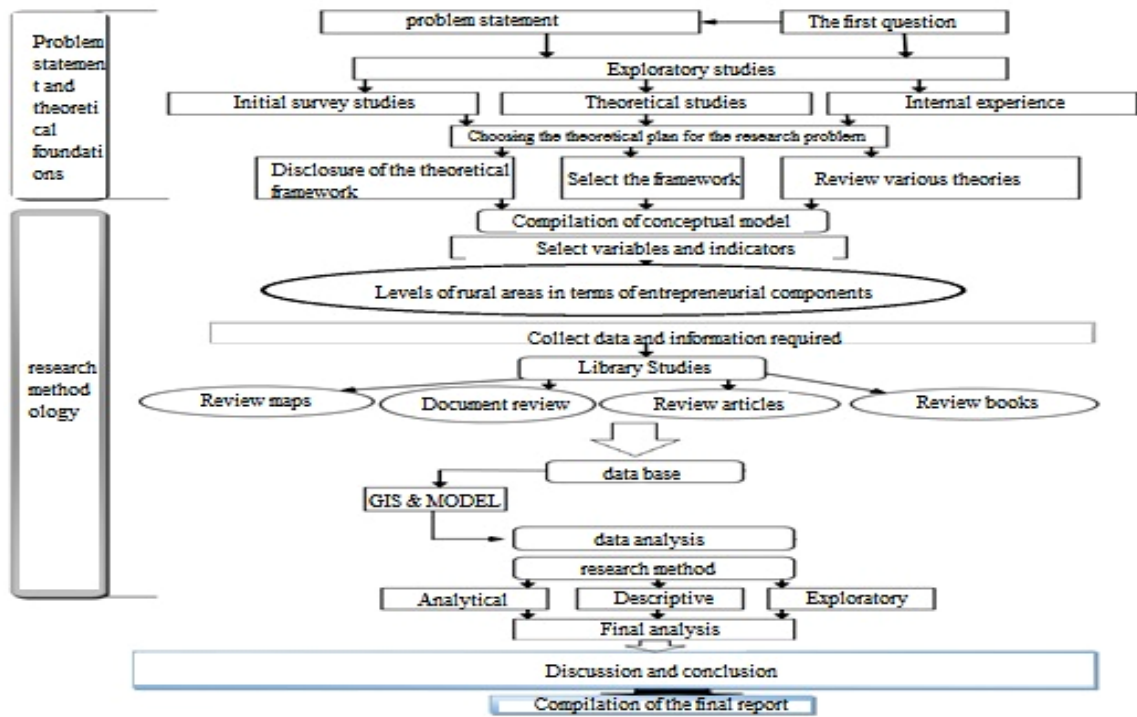 problem statement
The first question
Problem
statemen
t and
theoreti
cal
foundati
ons
Exploratory studies
Initial survey studies
Theoretical studies
Internal experience
Choosing the theoretical plan for the research problem
Disclosure of the theoretical
framework
Select the framework
Review various theories
Compilation of conceptual model
Select variables and indicators
Levels of rural areas in terms of entrepreneurial components
Collect data and information required
research
method
ology
Library Studies
Review maps
Document review
Review articles
Review books
data base
GIS & MODEL
data analysis
research method
Analytical
Descriptive
Exploratory
Final analysis
Discussion and conclusion
Compilation of the final report